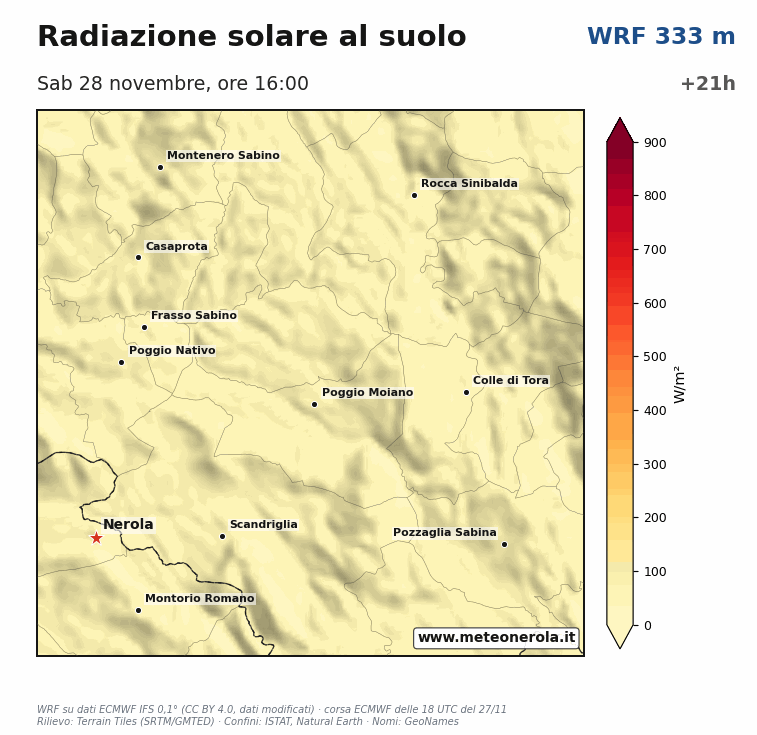 Radiazione solare al suolo
WRF 333 m
Sab 28 novembre, ore 16:00
+21h
Montenero Sabino
Rocca Sinibalda
Casaprota
Frasso Sabino
Poggio Nativo
Colle di Tora
Poggio Moiano
Nerola
Scandriglia
Pozzaglia Sabina
Montorio Romano
www.meteonerola.it
900
800
700
600
500
400
300
200
100
0
W/m²
WRF su dati ECMWF IFS 0,1° (CC BY 4.0, dati modificati) · corsa ECMWF delle 18 UTC del 27/11
Rilievo: Terrain Tiles (SRTM/GMTED) · Confini: ISTAT, Natural Earth · Nomi: GeoNames